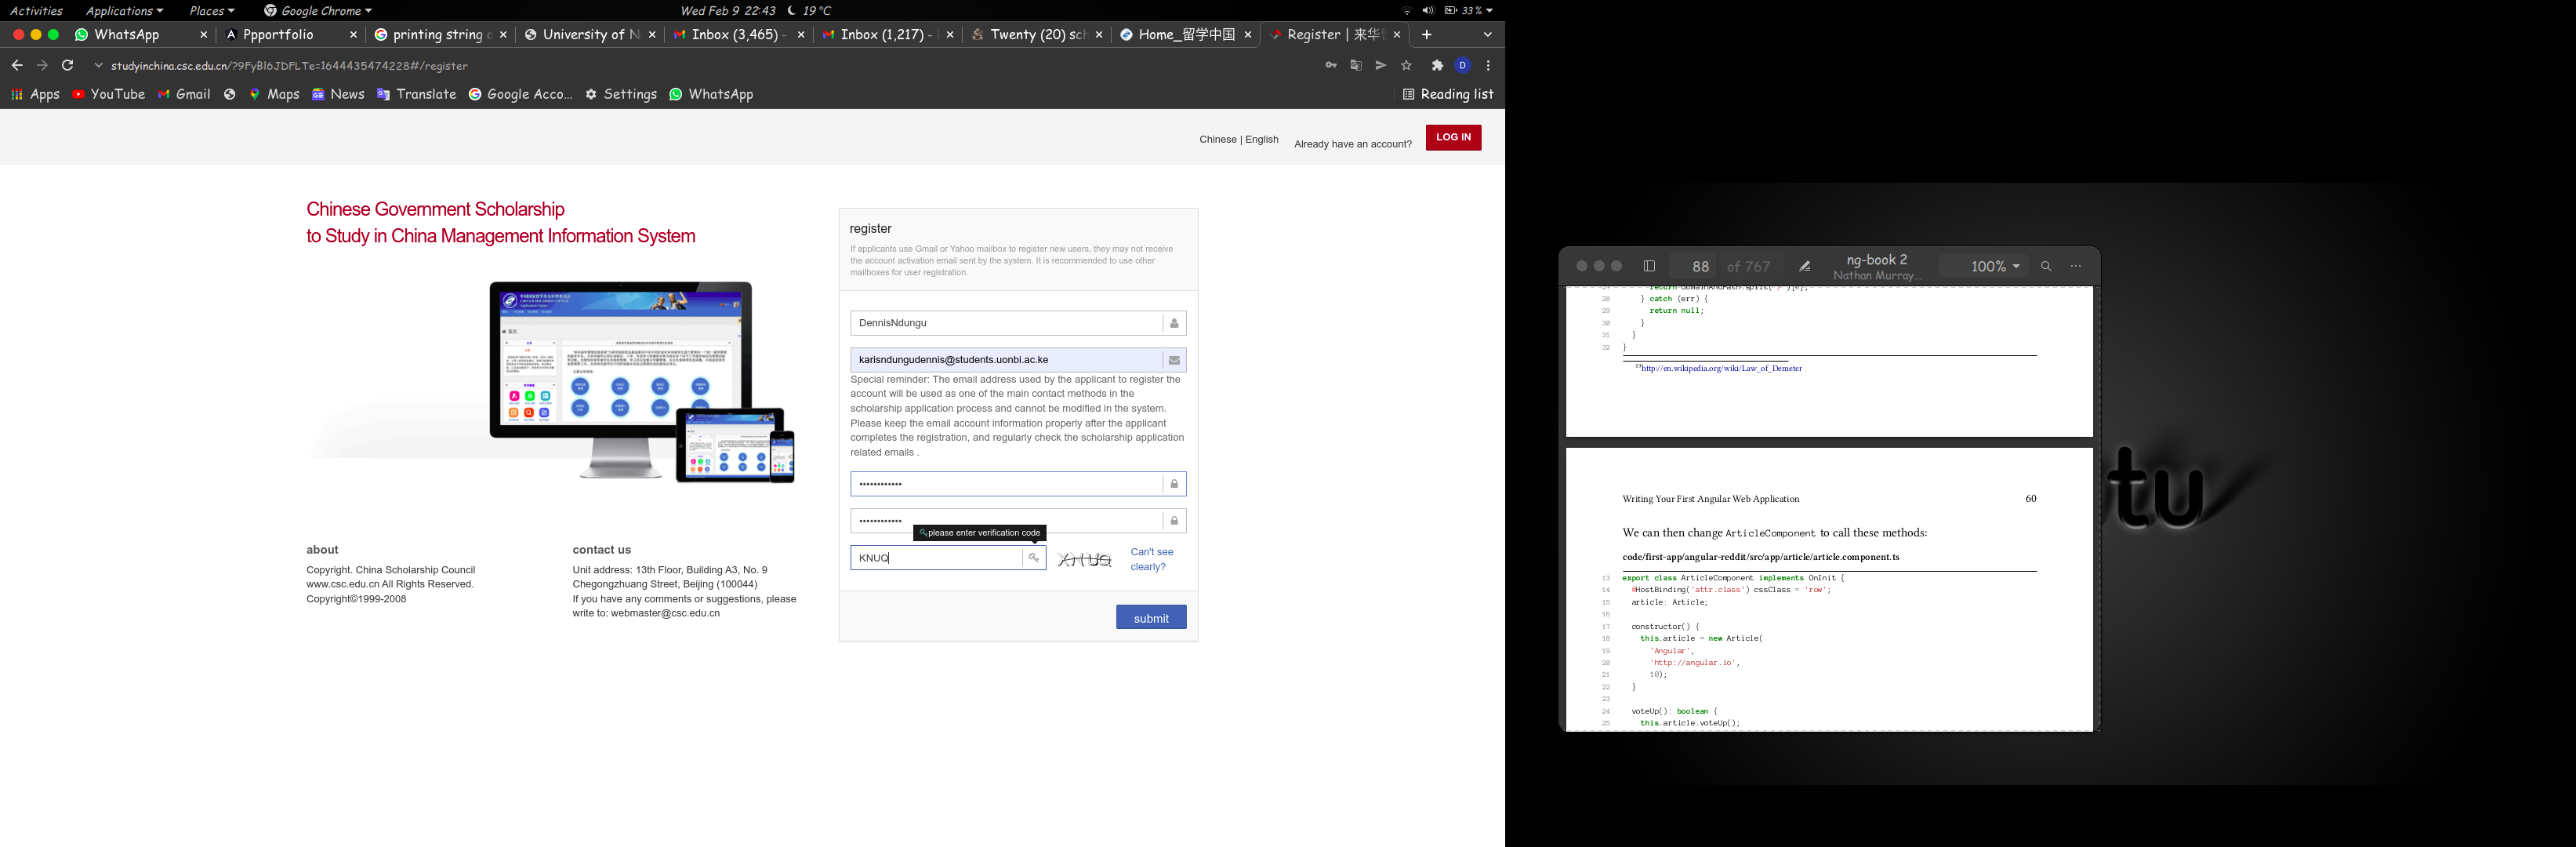 Activities Applications Places Google Chrome Wed Feb 9 22:43 19 °C 33 %
WhatsApp Ppportfolio printing string University of N Inbox (3,465) - Inbox (1,217) - Twenty (20) sch Home_留学中国 Register | 来华
studyinchina.csc.edu.cn/?9FyBl6JDFLTe=1644435474228#/register D
Apps YouTube Gmail Maps News Translate Google Acco... Settings WhatsApp Reading list
Chinese | English Already have an account? LOG IN
Chinese Government Scholarship
to Study in China Management Information System
register
If applicants use Gmail or Yahoo mailbox to register new users, they may not receive
the account activation email sent by the system. It is recommended to use other
mailboxes for user registration.
DennisNdungu
karisndungudennis@students.uonbi.ac.ke
Special reminder: The email address used by the applicant to register the
account will be used as one of the main contact methods in the
scholarship application process and cannot be modified in the system.
Please keep the email account information properly after the applicant
completes the registration, and regularly check the scholarship application
related emails .
please enter verification code
KNUQ
Can't see
clearly?
submit
about
Copyright. China Scholarship Council
www.csc.edu.cn All Rights Reserved.
Copyright©1999-2008
contact us
Unit address: 13th Floor, Building A3, No. 9
Chegongzhuang Street, Beijing (100044)
If you have any comments or suggestions, please
write to: webmaster@csc.edu.cn
88 of 767 ng-book 2 100%
Nathan Murray...
28 } catch (err) {
29 return null;
30 }
31 }
32 }
23http://en.wikipedia.org/wiki/Law_of_Demeter
Writing Your First Angular Web Application 60
We can then change ArticleComponent to call these methods:
code/first-app/angular-reddit/src/app/article/article.component.ts
13 export class ArticleComponent implements OnInit {
14 @HostBinding('attr.class') cssClass = 'row';
15 article: Article;
16
17 constructor() {
18 this.article = new Article(
19 'Angular',
20 'http://angular.io',
21 10);
22 }
23
24 voteUp(): boolean {
25 this.article.voteUp();
tu